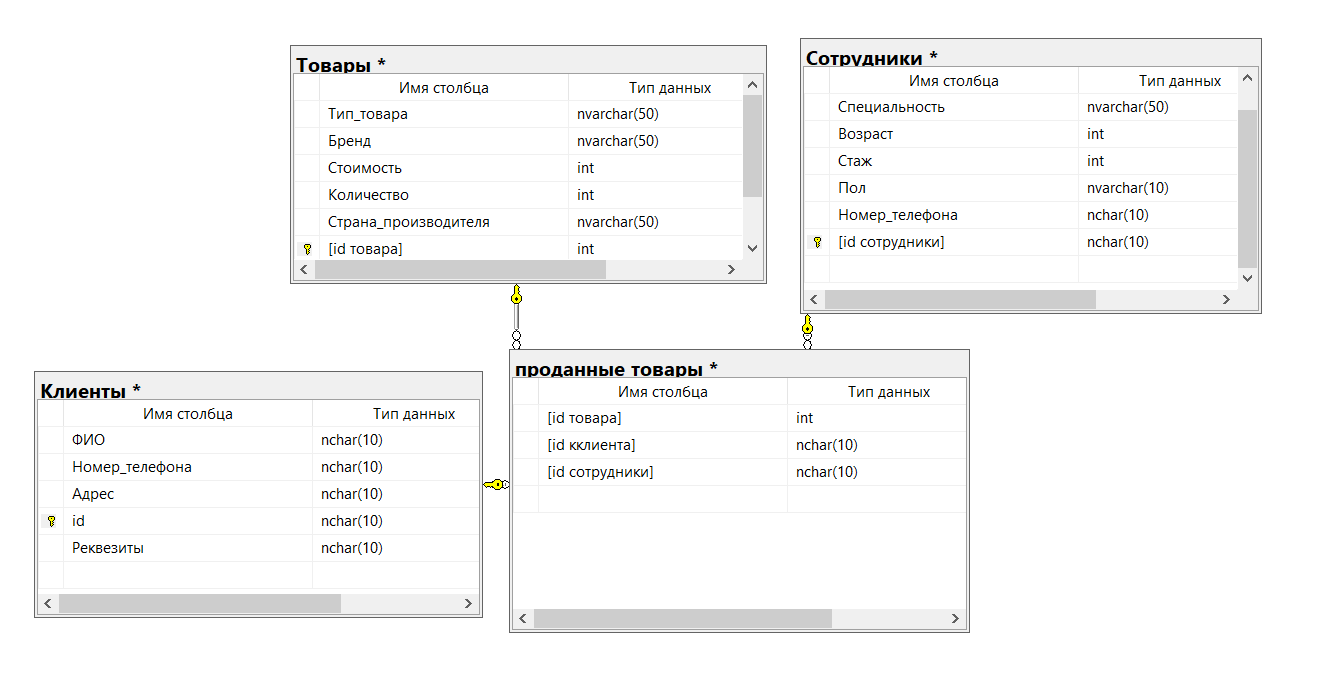 Товары *
Имя столбца Тип данных
Тип_товара nvarchar(50)
Бренд nvarchar(50)
Стоимость int
Количество int
Страна_производителя nvarchar(50)
[id товара] int
Сотрудники *
Имя столбца Тип данных
Специальность nvarchar(50)
Возраст int
Стаж int
Пол nvarchar(10)
Номер_телефона nchar(10)
[id сотрудники] nchar(10)
Клиенты *
Имя столбца Тип данных
ФИО nchar(10)
Номер_телефона nchar(10)
Адрес nchar(10)
id nchar(10)
Реквезиты nchar(10)
проданные товары *
Имя столбца Тип данных
[id товара] int
[id кклиента] nchar(10)
[id сотрудники] nchar(10)